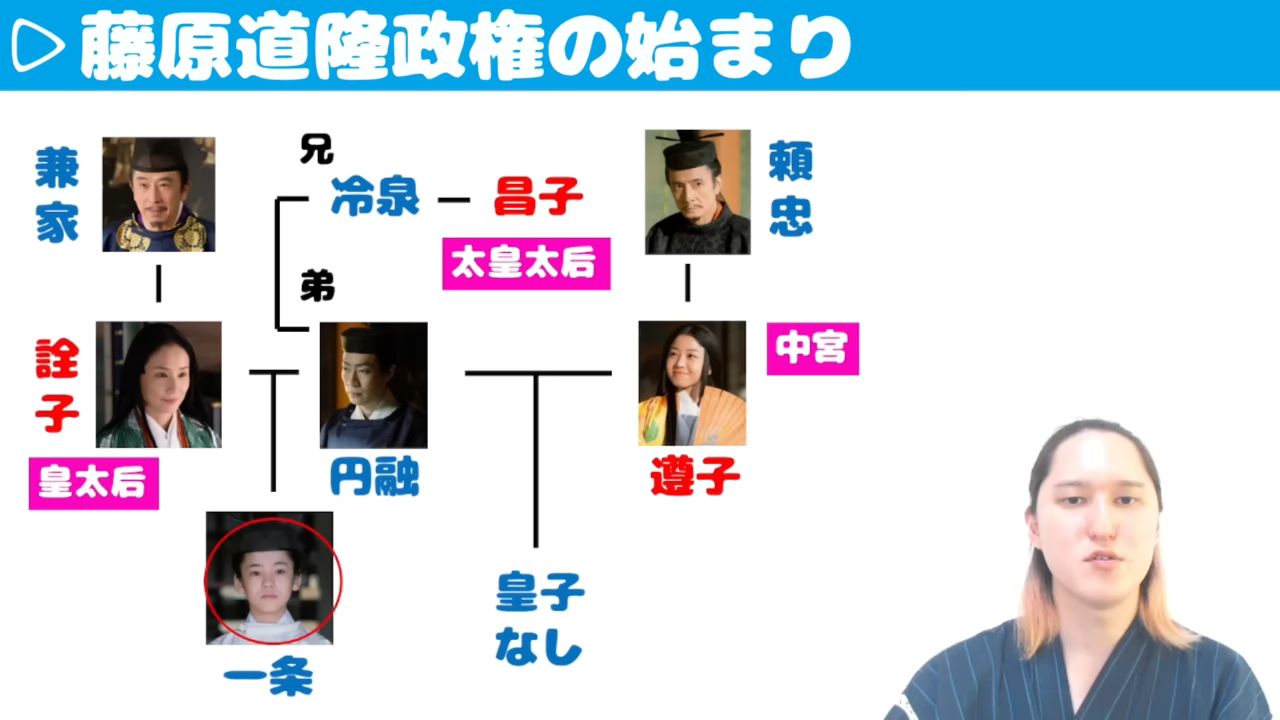 藤原道隆政権の始まり
兼家
兄
冷泉
昌子
太皇太后
頼忠
弟
詮子
皇太后
円融
中宮
遵子
一条
皇子
なし